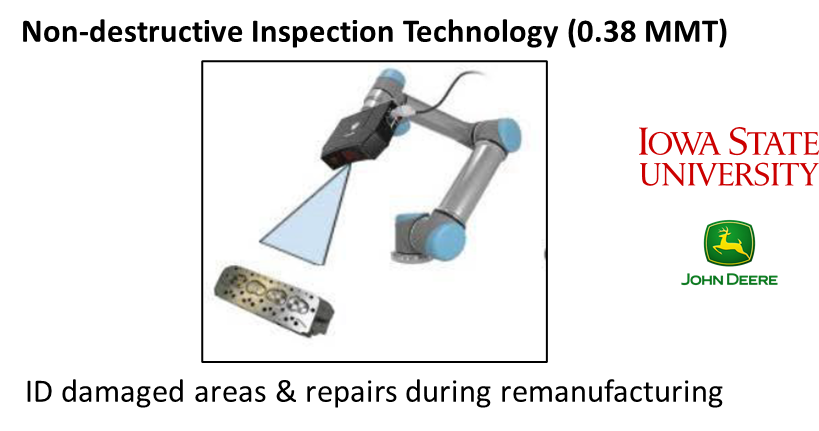 Non-destructive Inspection Technology (0.38 MMT)
IOWA STATE
UNIVERSITY
JOHN DEERE
ID damaged areas & repairs during remanufacturing